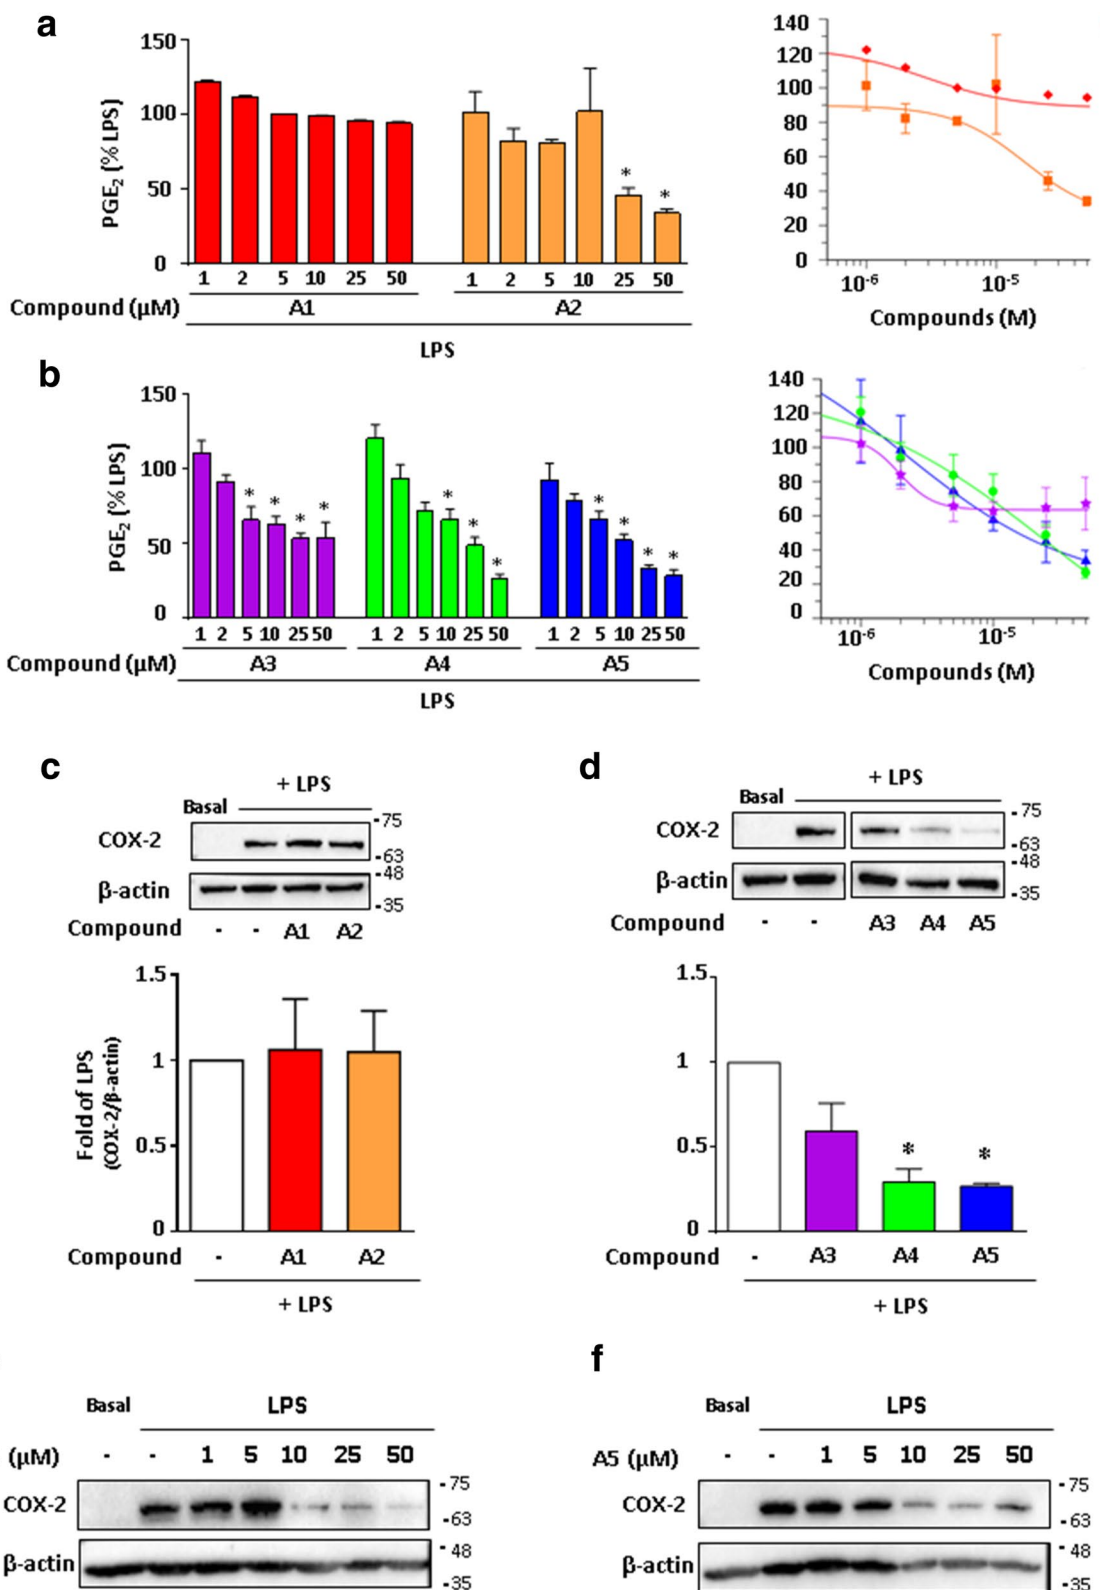 a
150
100
50
0
PGE2 (% LPS)
1 2 5 10 25 50 1 2 5 10 25 50
* *
Compound (μM) A1 A2
LPS
140
120
100
80
60
40
20
0
10-6 10-5
Compounds (M)
b
150
100
50
0
PGE2 (% LPS)
* * * * * * * * * * *
1 2 5 10 25 50 1 2 5 10 25 50 1 2 5 10 25 50
Compound (μM) A3 A4 A5
LPS
140
120
100
80
60
40
20
0
10-6 10-5
Compounds (M)
c
+ LPS
Basal
COX-2
-75
-63
β-actin
-48
-35
Compound - - A1 A2
1.5
1
0.5
0
Fold of LPS
(COX-2/β-actin)
Compound - A1 A2
+ LPS
d
+ LPS
Basal
COX-2
-75
-63
β-actin
-48
-35
Compound - - A3 A4 A5
1.5
1
0.5
0
* *
Compound - A3 A4 A5
+ LPS
Basal LPS
(μM) - - 1 5 10 25 50
COX-2
-75
-63
β-actin
-48
-35
f
Basal LPS
A5 (μM) - - 1 5 10 25 50
COX-2
-75
-63
β-actin
-48
-35